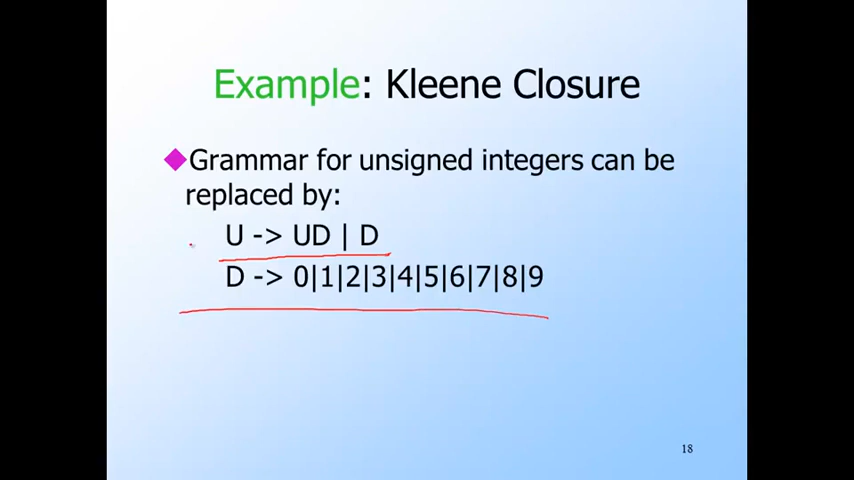 Example: Kleene Closure
Grammar for unsigned integers can be
replaced by:
U -> UD | D
D -> 0|1|2|3|4|5|6|7|8|9
18